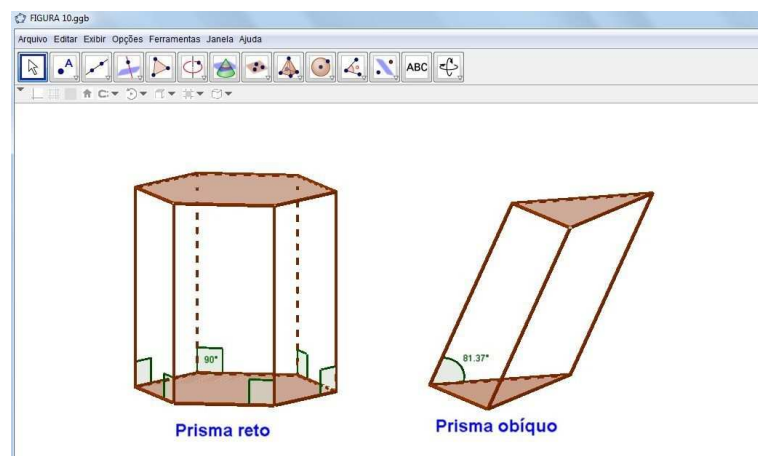 FIGURA 10.ggb
Arquivo Editar Exibir Opções Ferramentas Janela Ajuda
A
ABC
90°
81.37°
Prisma reto
Prisma obíquo